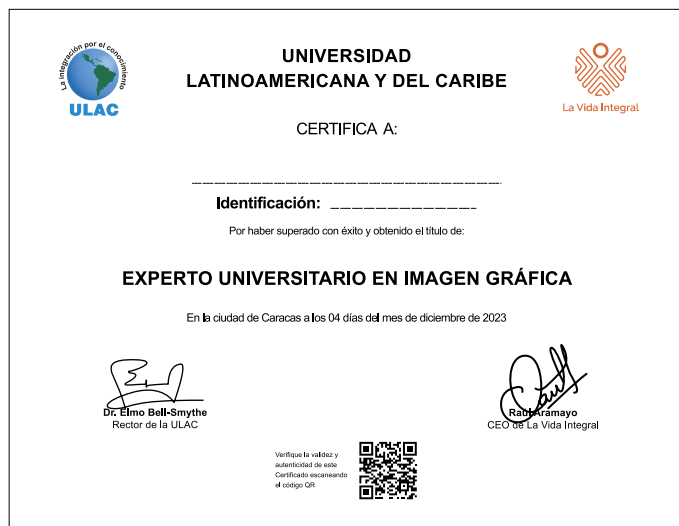 La integración por el conocimiento
ULAC
UNIVERSIDAD
LATINOAMERICANA Y DEL CARIBE
La Vida Integral
CERTIFICA A:
Identificación:
Por haber superado con éxito y obtenido el título de:
EXPERTO UNIVERSITARIO EN IMAGEN GRÁFICA
En la ciudad de Caracas a los 04 días del mes de diciembre de 2023
Dr. Elmo Bell-Smythe
Rector de la ULAC
Raúl Aramayo
CEO de La Vida Integral
Verifique la validez y
autenticidad de este
Certificado escaneando
el código QR